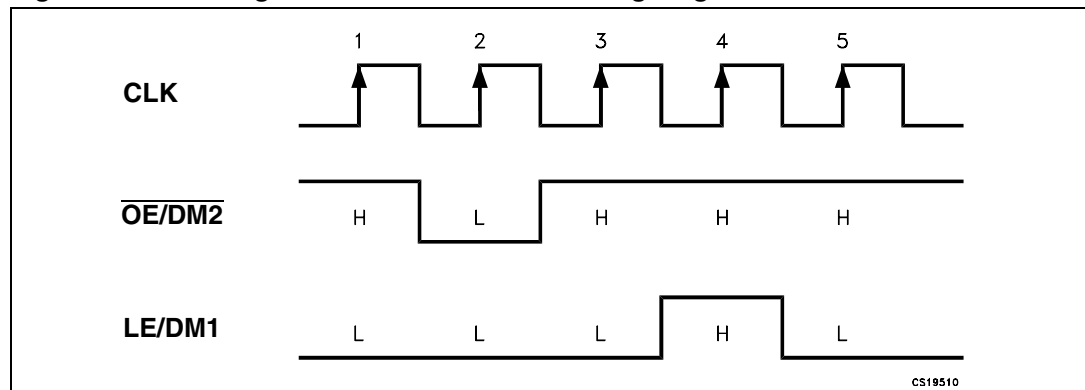 1 2 3 4 5
CLK
OE/DM2 H L H H H
LE/DM1 L L L H L
CS19510